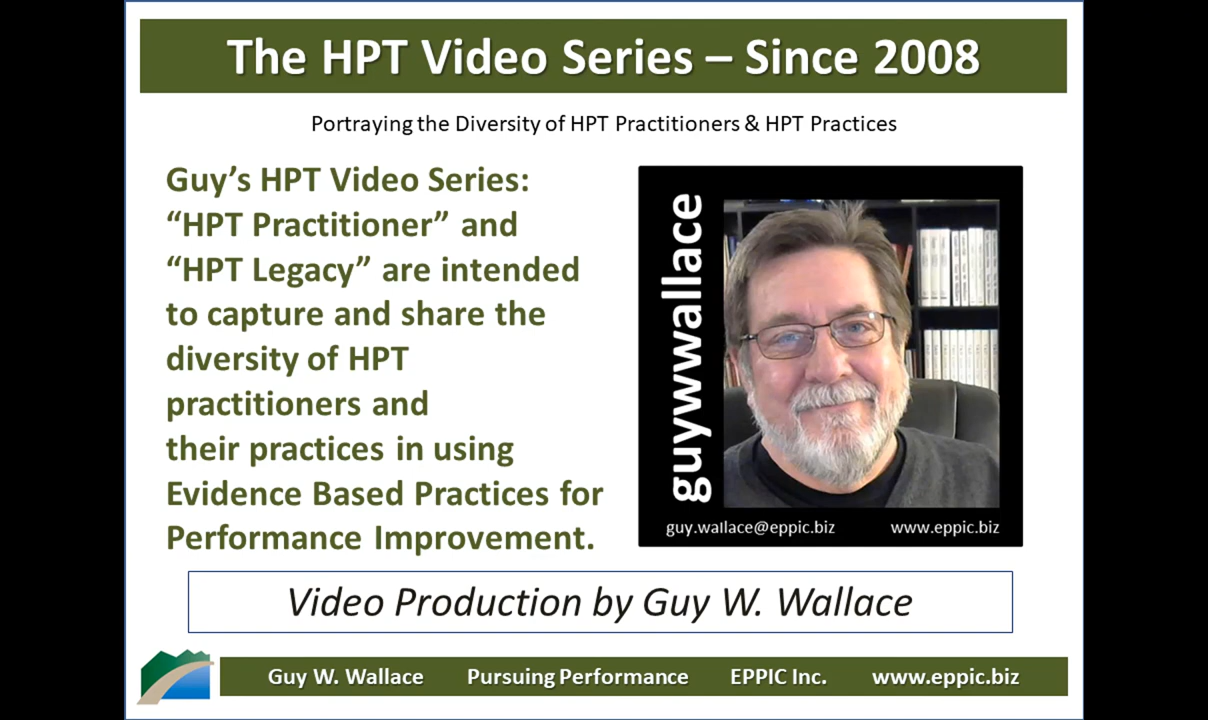 The HPT Video Series – Since 2008
Portraying the Diversity of HPT Practitioners & HPT Practices
Guy’s HPT Video Series:
“HPT Practitioner” and
“HPT Legacy” are intended
to capture and share the
diversity of HPT
practitioners and
their practices in using
Evidence Based Practices for
Performance Improvement.
guywwallace
guy.wallace@eppic.biz www.eppic.biz
Video Production by Guy W. Wallace
Guy W. Wallace Pursuing Performance EPPIC Inc. www.eppic.biz